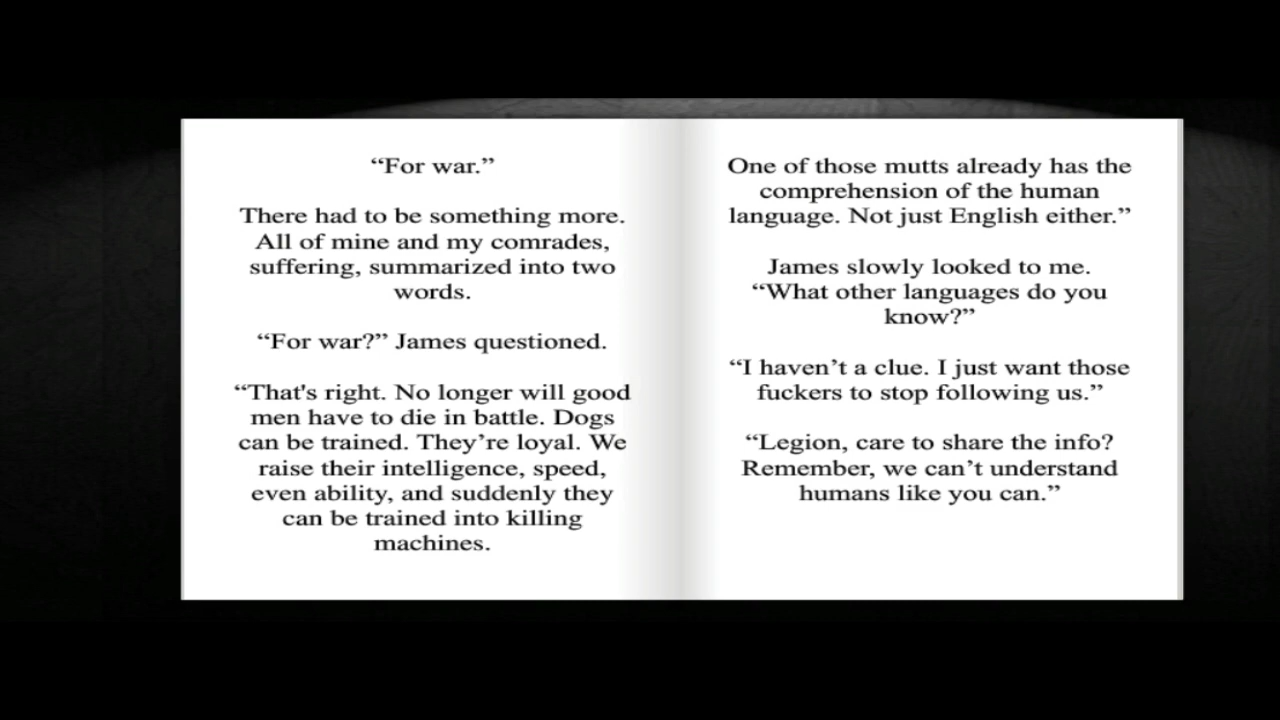 “For war.”
There had to be something more.
All of mine and my comrades,
suffering, summarized into two
words.
“For war?” James questioned.
“That's right. No longer will good
men have to die in battle. Dogs
can be trained. They’re loyal. We
raise their intelligence, speed,
even ability, and suddenly they
can be trained into killing
machines.
One of those mutts already has the
comprehension of the human
language. Not just English either.”
James slowly looked to me.
“What other languages do you
know?”
“I haven’t a clue. I just want those
fuckers to stop following us.”
“Legion, care to share the info?
Remember, we can’t understand
humans like you can.”